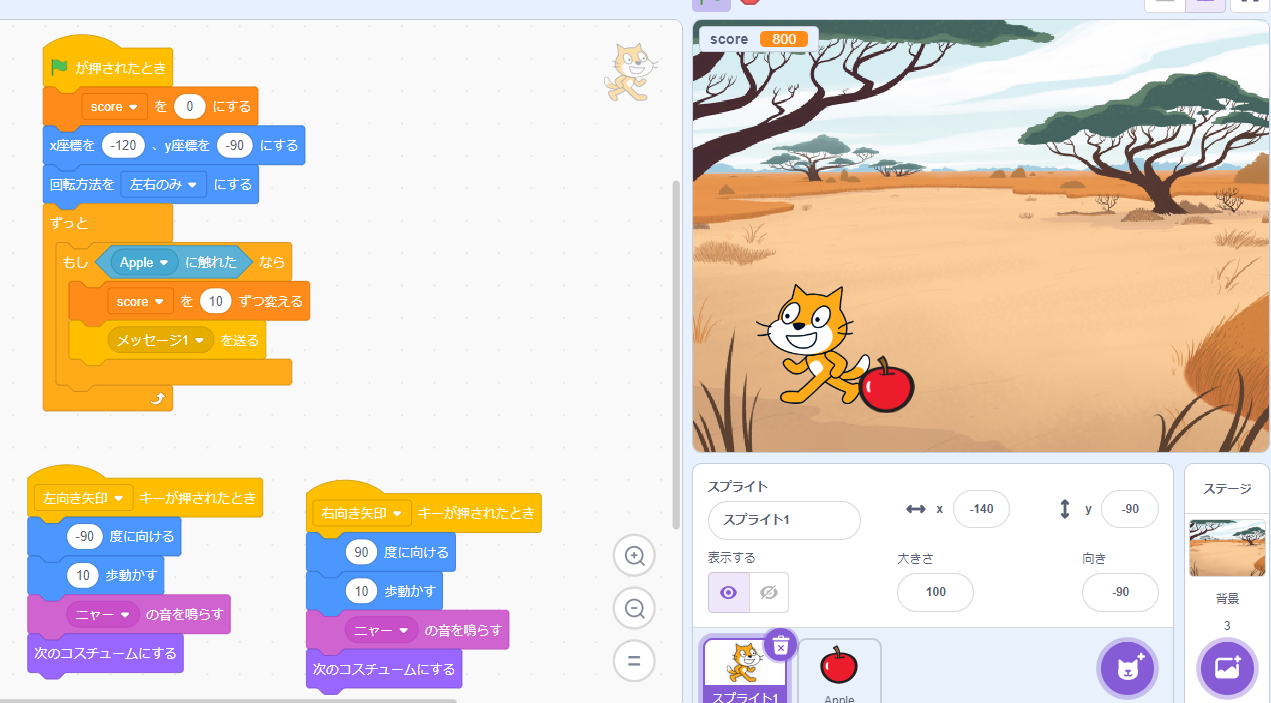 が押されたとき
score を 0 にする
x座標を -120 、y座標を -90 にする
回転方法を 左右のみ にする
ずっと
もし Apple に触れた なら
score を 10 ずつ変える
メッセージ1 を送る
左向き矢印 キーが押されたとき
-90 度に向ける
10 歩動かす
ニャー の音を鳴らす
次のコスチュームにする
右向き矢印 キーが押されたとき
90 度に向ける
10 歩動かす
ニャー の音を鳴らす
次のコスチュームにする
score 800
スプライト
スプライト1
x -140
y -90
表示する
大きさ
100
向き
-90
スプライト1
Apple
ステージ
背景
3